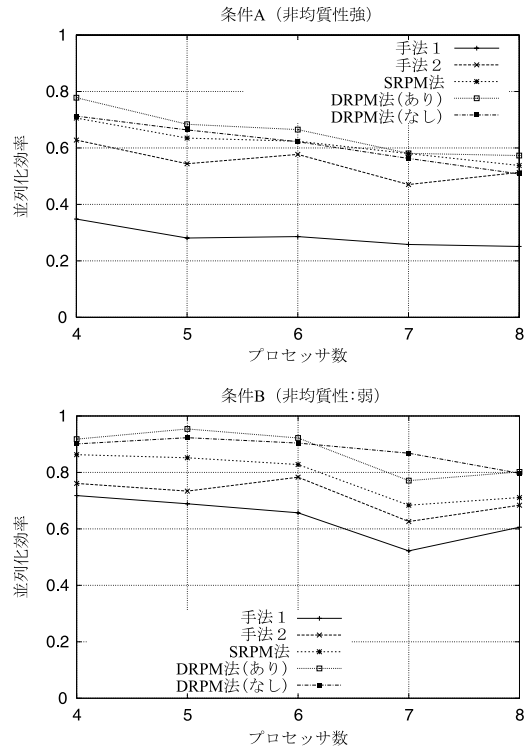 条件A（非均質性強）
1
0.8
0.6
0.4
0.2
0
並列化効率
手法１
手法２
SRPM法
DRPM法(あり)
DRPM法(なし)
4 5 6 7 8
プロセッサ数
条件B（非均質性:弱）
1
0.8
0.6
0.4
0.2
0
並列化効率
手法１
手法２
SRPM法
DRPM法(あり)
DRPM法(なし)
4 5 6 7 8
プロセッサ数